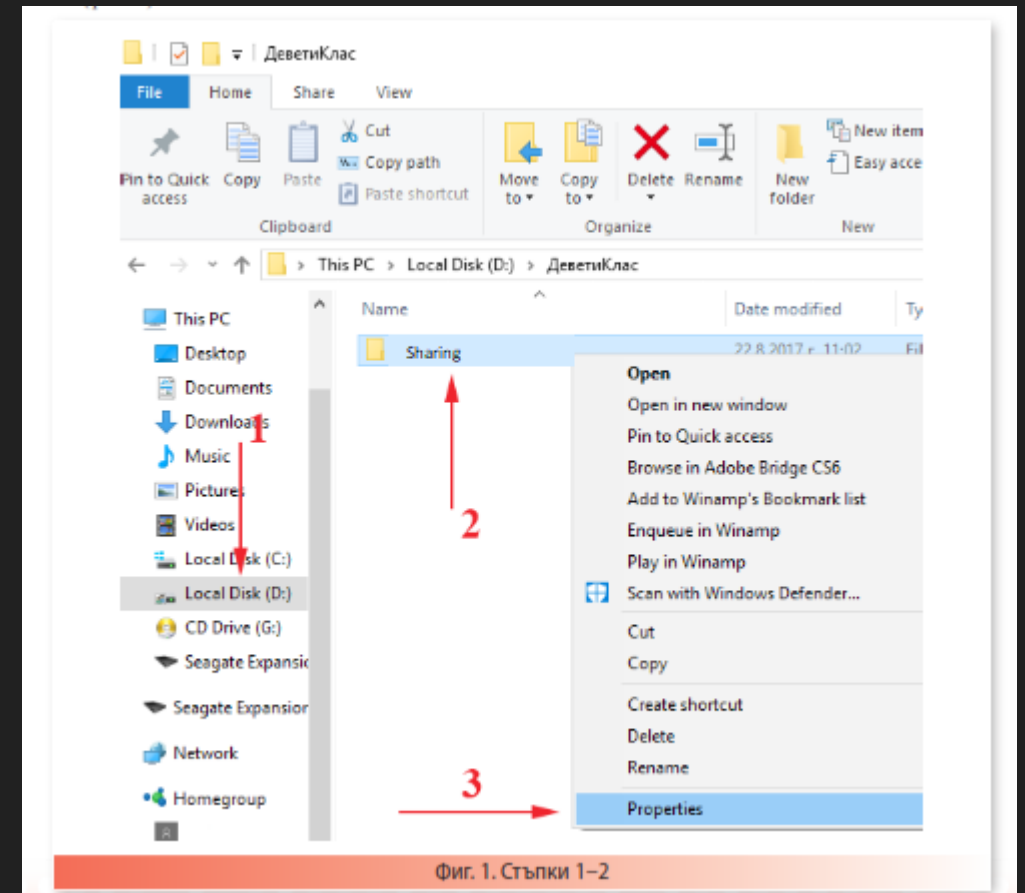 ДеветиКлас
File Home Share View
Pin to Quick access
Copy
Paste
Cut
Copy path
Paste shortcut
Move to
Copy to
Delete
Rename
New folder
New item
Easy acce
Clipboard Organize New
This PC > Local Disk (D:) > ДеветиКлас
Name Date modified Ty
This PC
Desktop
Documents
Downloads
Music
Pictures
Videos
Local Disk (C:)
Local Disk (D:)
CD Drive (G:)
Seagate Expansio
Seagate Expansion
Network
Homegroup
1
Sharing 22.8.2017 г. 11:02 Fil
2
Open
Open in new window
Pin to Quick access
Browse in Adobe Bridge CS6
Add to Winamp's Bookmark list
Enqueue in Winamp
Play in Winamp
Scan with Windows Defender...
Cut
Copy
Create shortcut
Delete
Rename
3
Properties
Фиг. 1. Стъпки 1–2